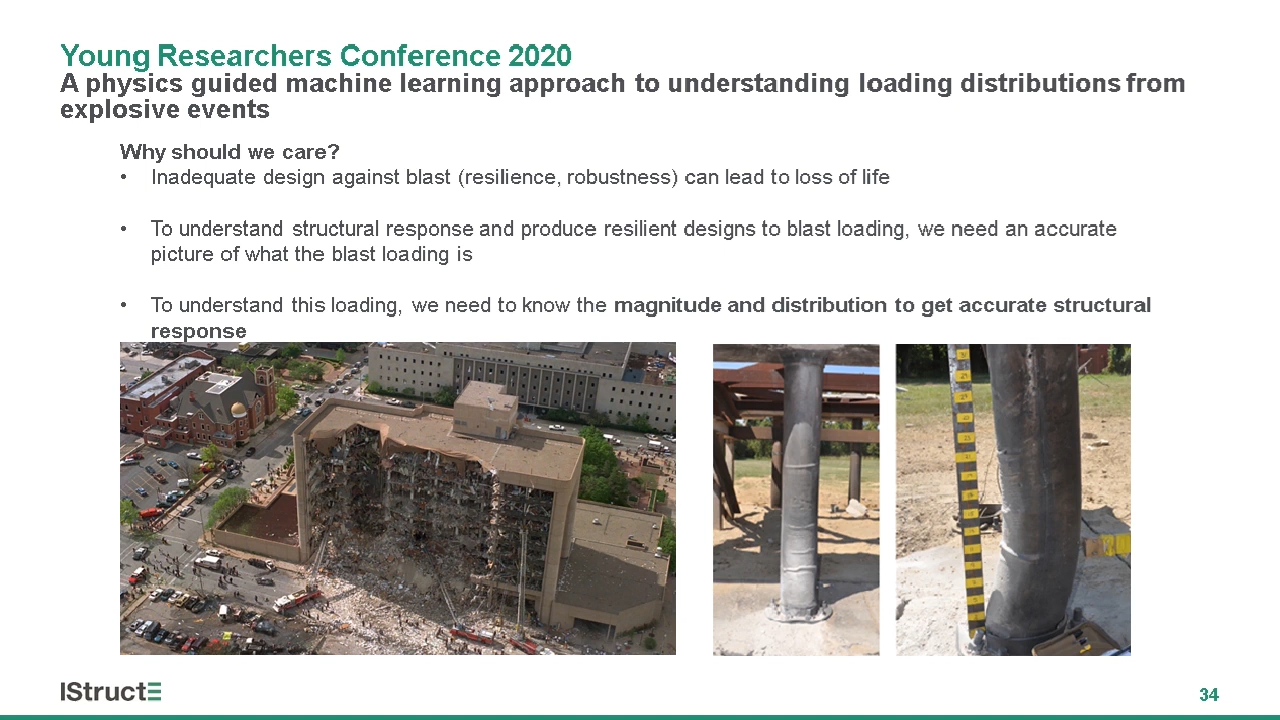 Young Researchers Conference 2020
A physics guided machine learning approach to understanding loading distributions from
explosive events
Why should we care?
• Inadequate design against blast (resilience, robustness) can lead to loss of life
• To understand structural response and produce resilient designs to blast loading, we need an accurate
picture of what the blast loading is
• To understand this loading, we need to know the magnitude and distribution to get accurate structural
response
IStructE
34